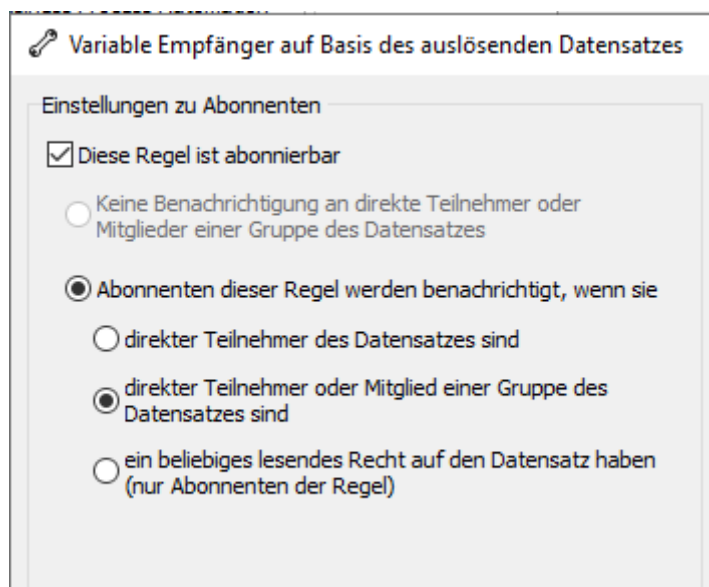 Variable Empfänger auf Basis des auslösenden Datensatzes
Einstellungen zu Abonnenten
Diese Regel ist abonnierbar
Keine Benachrichtigung an direkte Teilnehmer oder
Mitglieder einer Gruppe des Datensatzes
Abonnenten dieser Regel werden benachrichtigt, wenn sie
direkter Teilnehmer des Datensatzes sind
direkter Teilnehmer oder Mitglied einer Gruppe des
Datensatzes sind
ein beliebiges lesendes Recht auf den Datensatz haben
(nur Abonnenten der Regel)